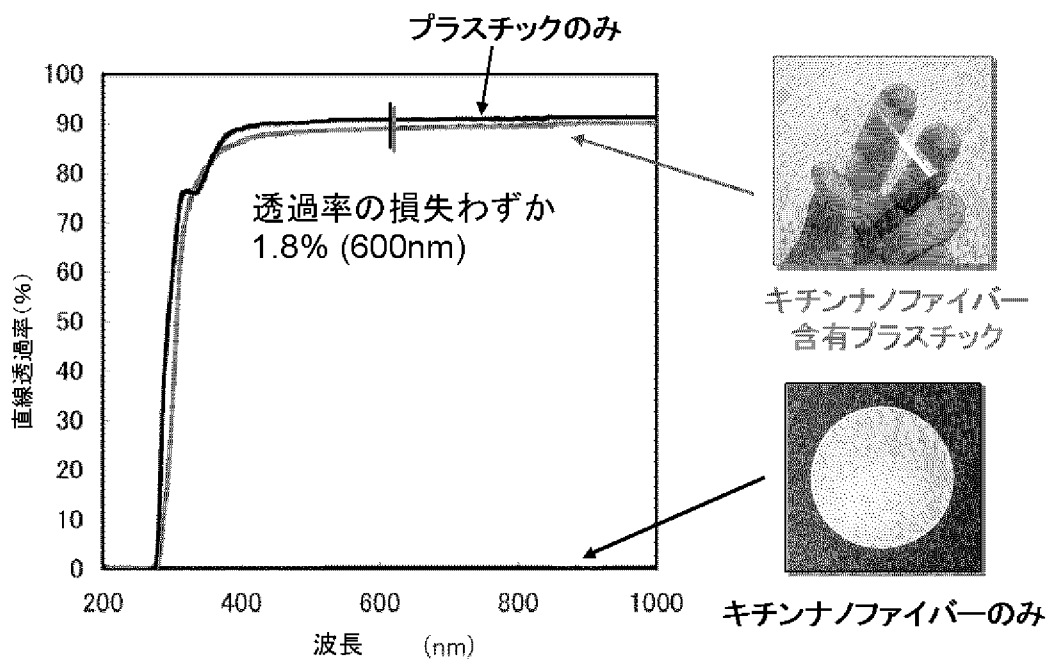 プラスチックのみ
100
90
80
70
60
50
40
30
20
10
0
直線透過率(%)
透過率の損失わずか
1.8% (600nm)
200
400
600
800
1000
波長 (nm)
キチンナノファイバー
含有プラスチック
キチンナノファイバーのみ